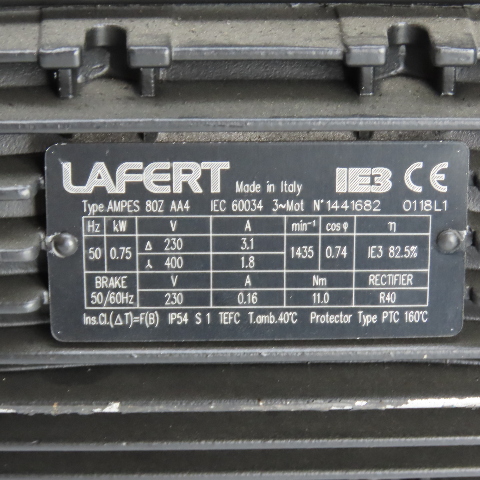 LAFERT Made in Italy IE3 CE
Type AMPES 80Z AA4 IEC 60034 3~Mot N°1441682 0118L1
Hz kW V A min⁻¹ cos φ η
50 0.75 Δ 230 3.1 1435 0.74 IE3 82.5%
⅄ 400 1.8
BRAKE V A Nm RECTIFIER
50/60Hz 230 0.16 11.0 R40
Ins.Cl.(ΔT)=F(B) IP54 S 1 TEFC T.amb.40℃ Protector Type PTC 160℃